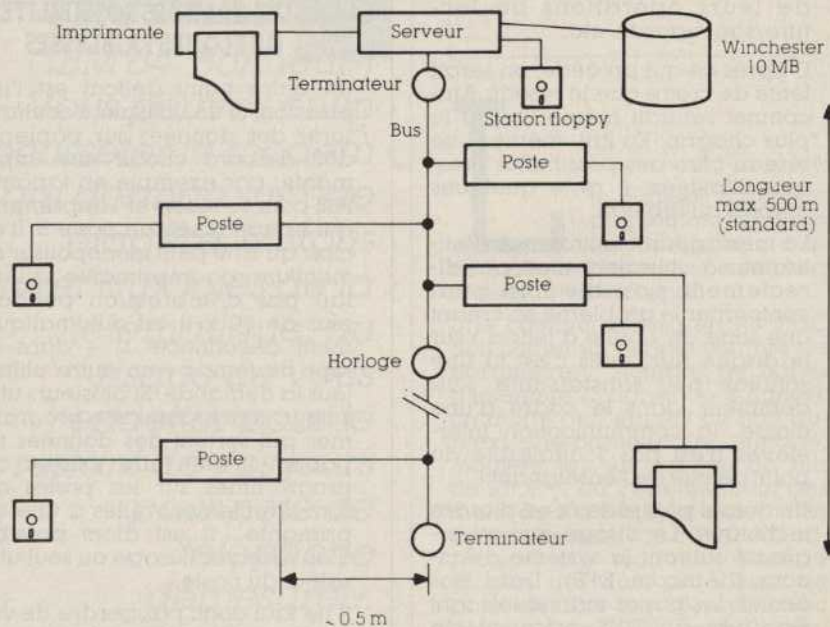 Imprimante
Serveur
Winchester
10 MB
Terminateur
Station floppy
Bus
Poste
Longueur
max. 500 m
(standard)
Poste
Poste
Horloge
Poste
Terminateur
~0.5 m